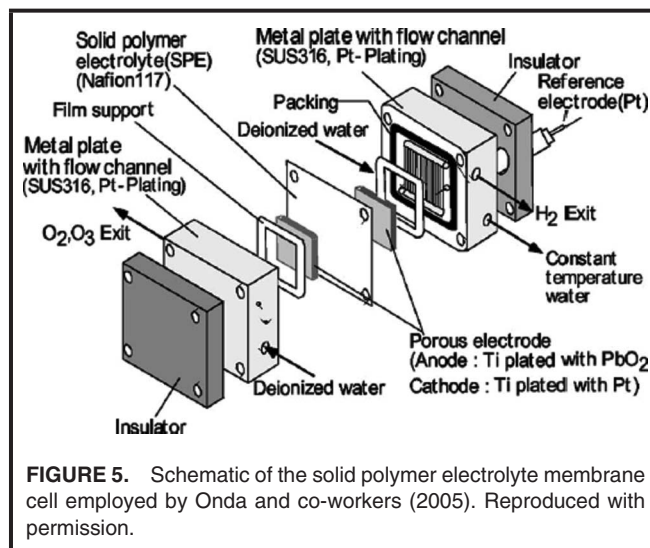 Solid polymer
electrolyte(SPE)
(Nafion117)
Film support
Metal plate
with flow channel
(SUS316, Pt-Plating)
O2,O3 Exit
Metal plate with flow channel
(SUS316, Pt-Plating)
Insulator
Reference
electrode(Pt)
Packing
Deionized water
H2 Exit
Constant
temperature
water
Porous electrode
(Anode : Ti plated with PbO2
Cathode : Ti plated with Pt)
Deionized water
Insulator
FIGURE 5. Schematic of the solid polymer electrolyte membrane
cell employed by Onda and co-workers (2005). Reproduced with
permission.